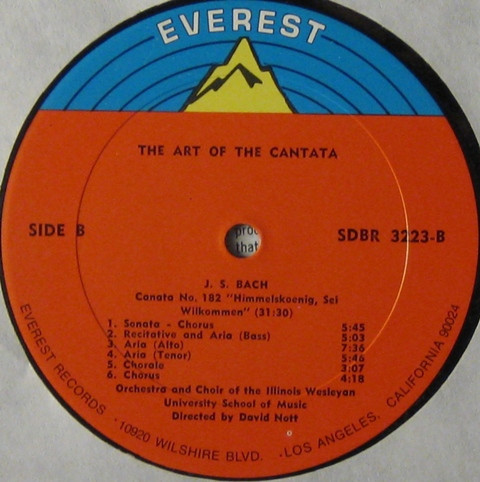 EVEREST
THE ART OF THE CANTATA
SIDE B
SDBR 3223-B
proc
that
J. S. BACH
Canata No. 182 "Himmelskoenig, Sei
Wilkommen" (31:30)
1. Sonata - Chorus 5:45
2. Recitative and Aria (Bass) 5:03
3. Aria (Alto) 7:36
4. Aria (Tenor) 5:46
5. Chorale 3:07
6. Chorus 4:18
Orchestra and Choir of the Illinois Wesleyan
University School of Music
Directed by David Nott
EVEREST RECORDS · 10920 WILSHIRE BLVD. · LOS ANGELES, CALIFORNIA 90024